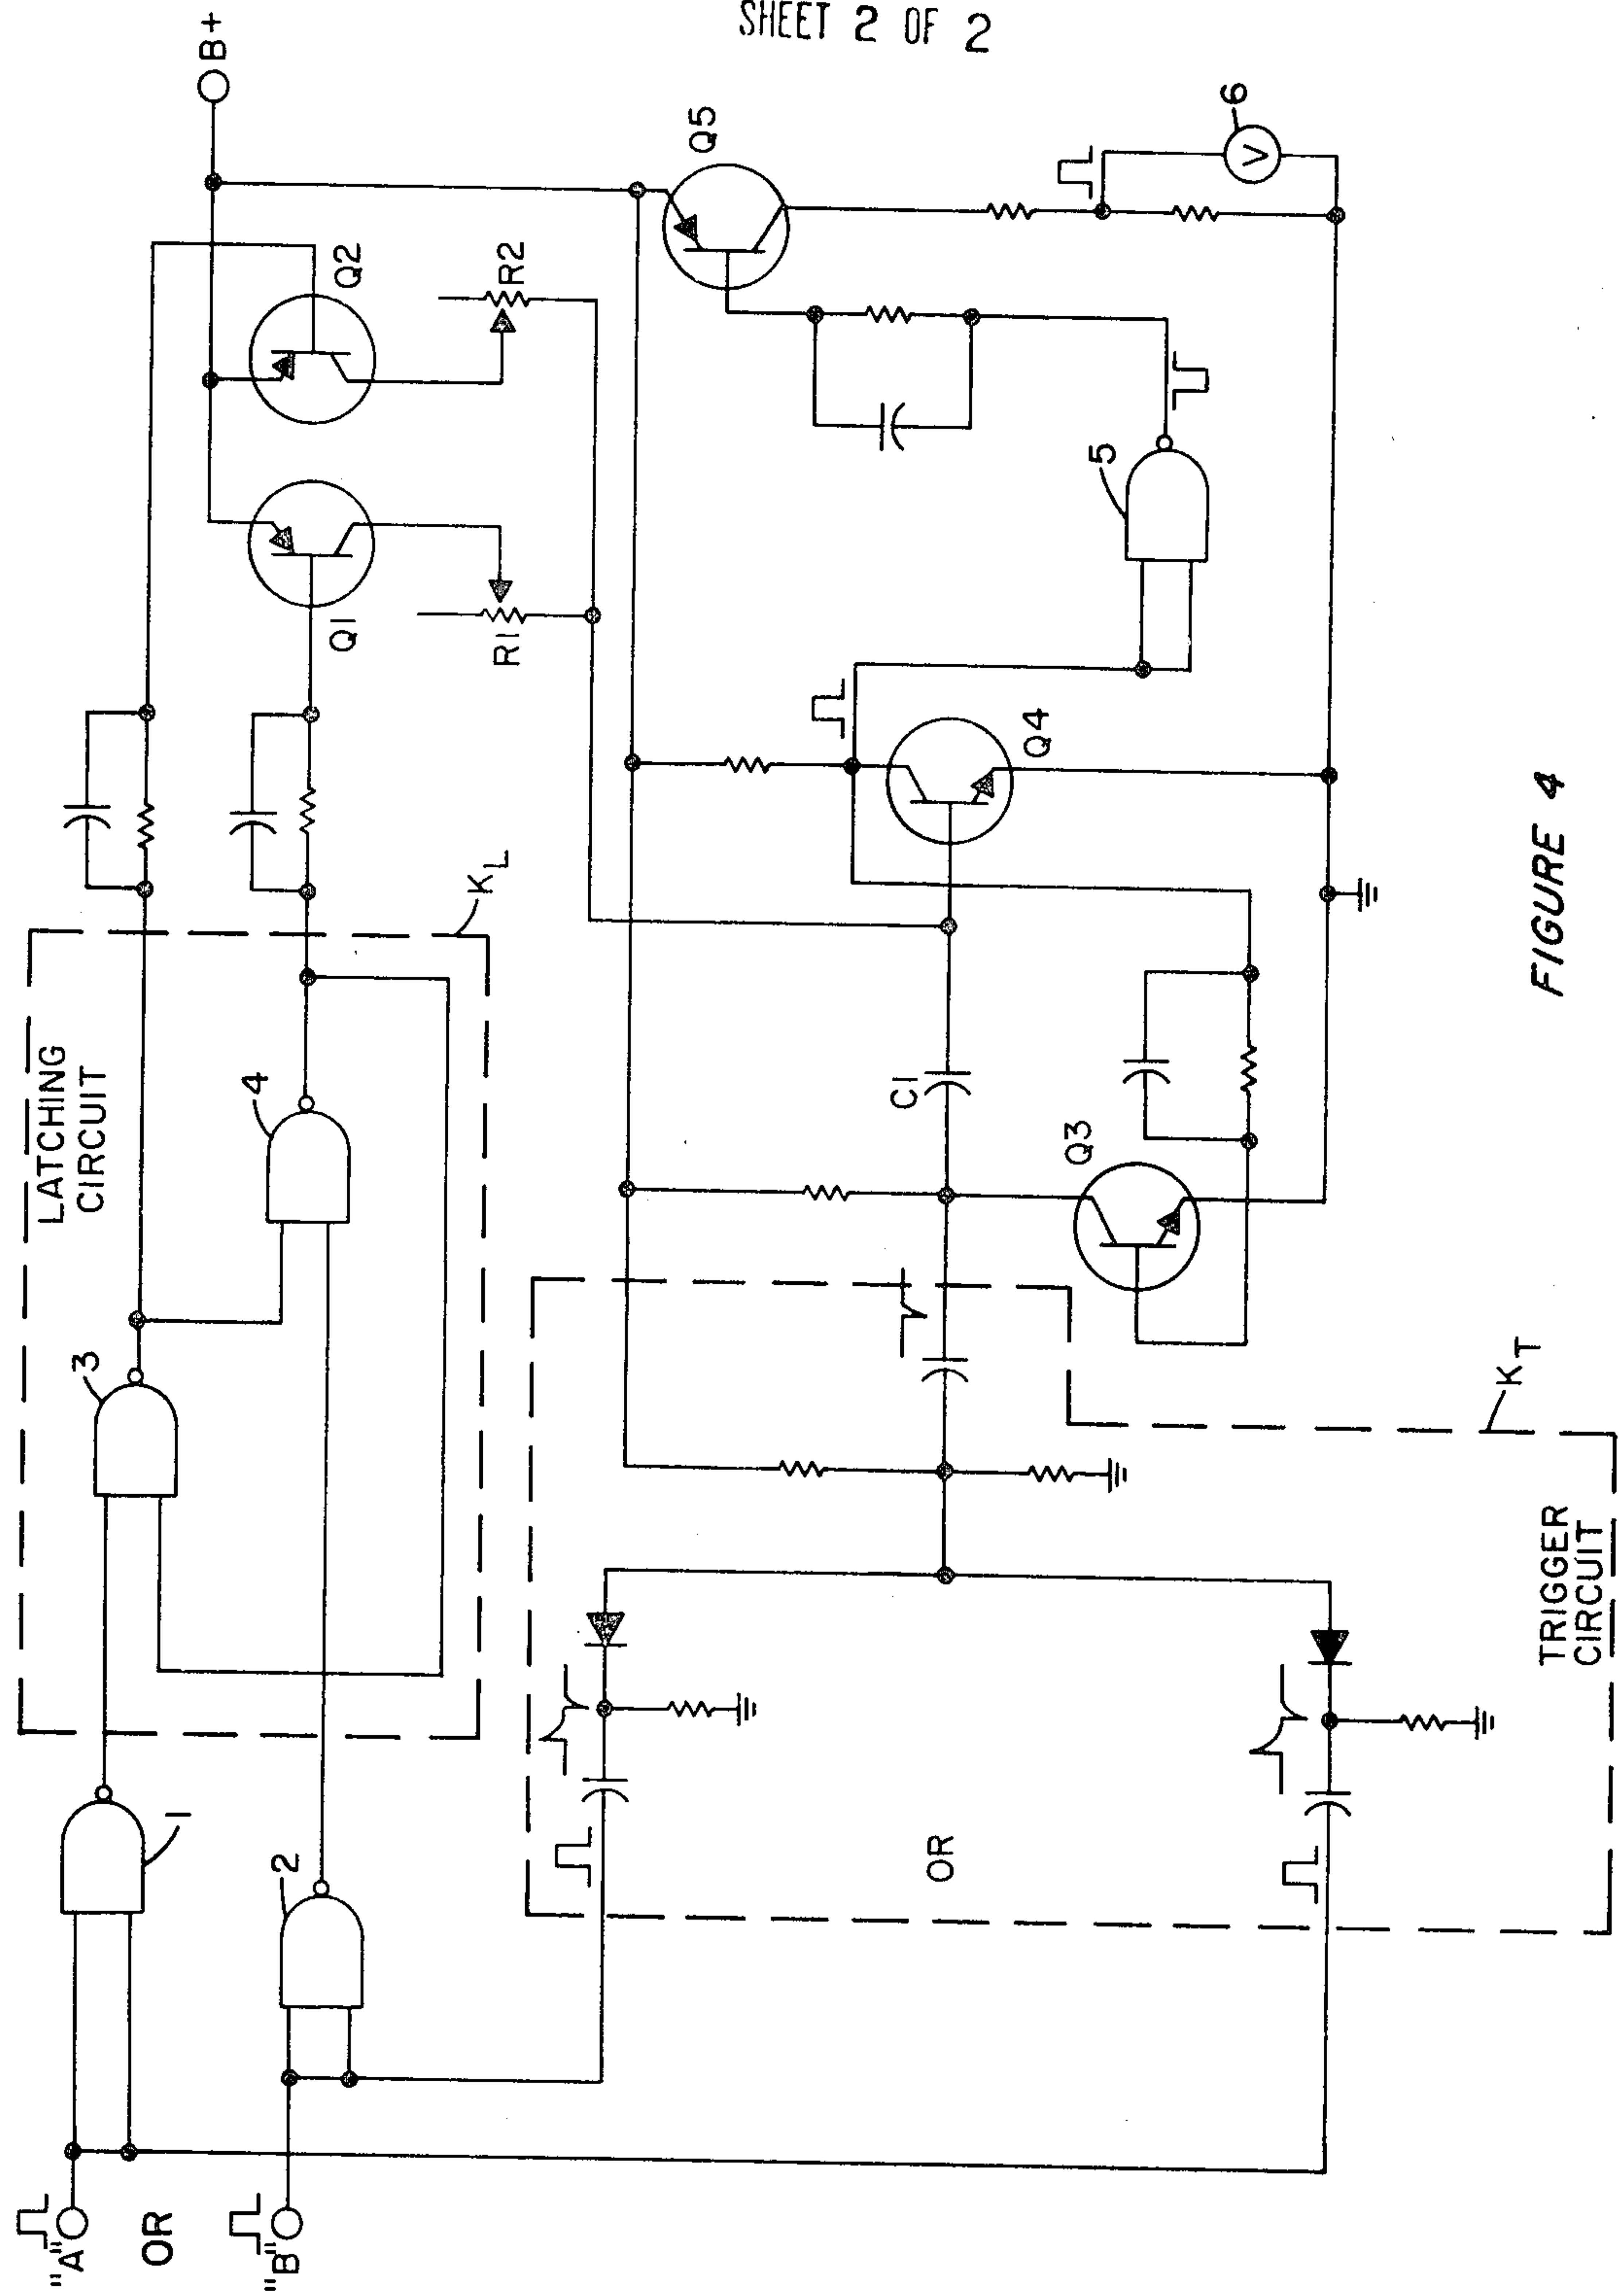 SHEET 2 OF 2
B+
LATCHING
CIRCUIT
K_L
3
4
1
2
"A"
OR
"B"
Q1
Q2
R1
R2
Q5
C1
Q3
Q4
5
6
V
OR
K_T
TRIGGER
CIRCUIT
FIGURE 4